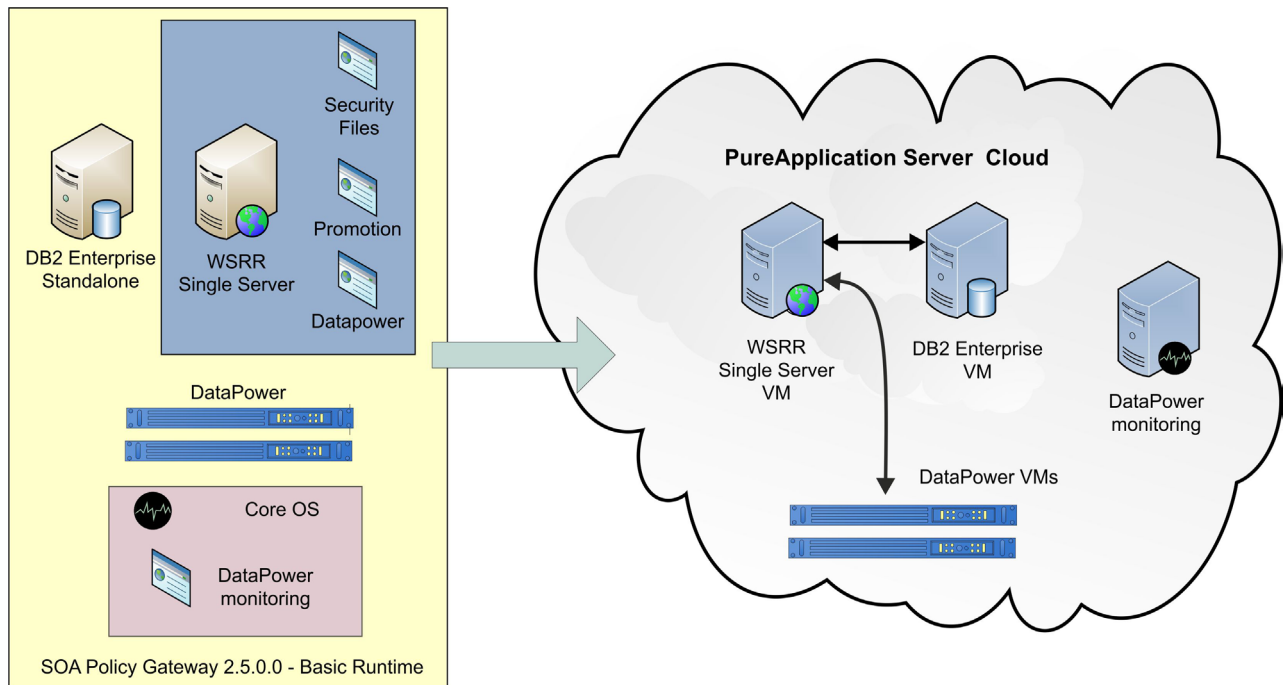 Security
Files
Promotion
Datapower
DB2 Enterprise
Standalone
WSRR
Single Server
DataPower
Core OS
DataPower
monitoring
SOA Policy Gateway 2.5.0.0 - Basic Runtime
PureApplication Server Cloud
WSRR
Single Server
VM
DB2 Enterprise
VM
DataPower
monitoring
DataPower VMs